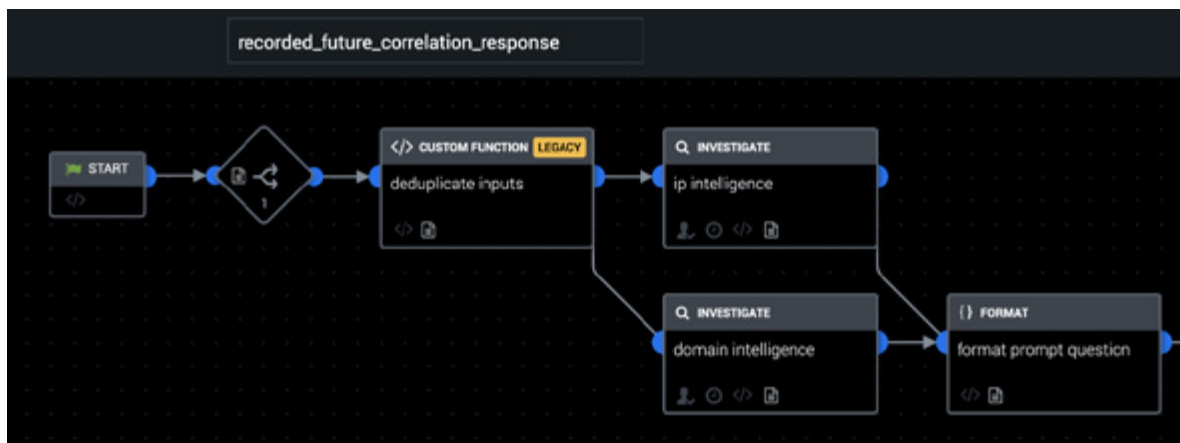 recorded_future_correlation_response
START
</>
1
</> CUSTOM FUNCTION LEGACY
deduplicate inputs
</>
INVESTIGATE
ip intelligence
</>
INVESTIGATE
domain intelligence
</>
{} FORMAT
format prompt question
</>